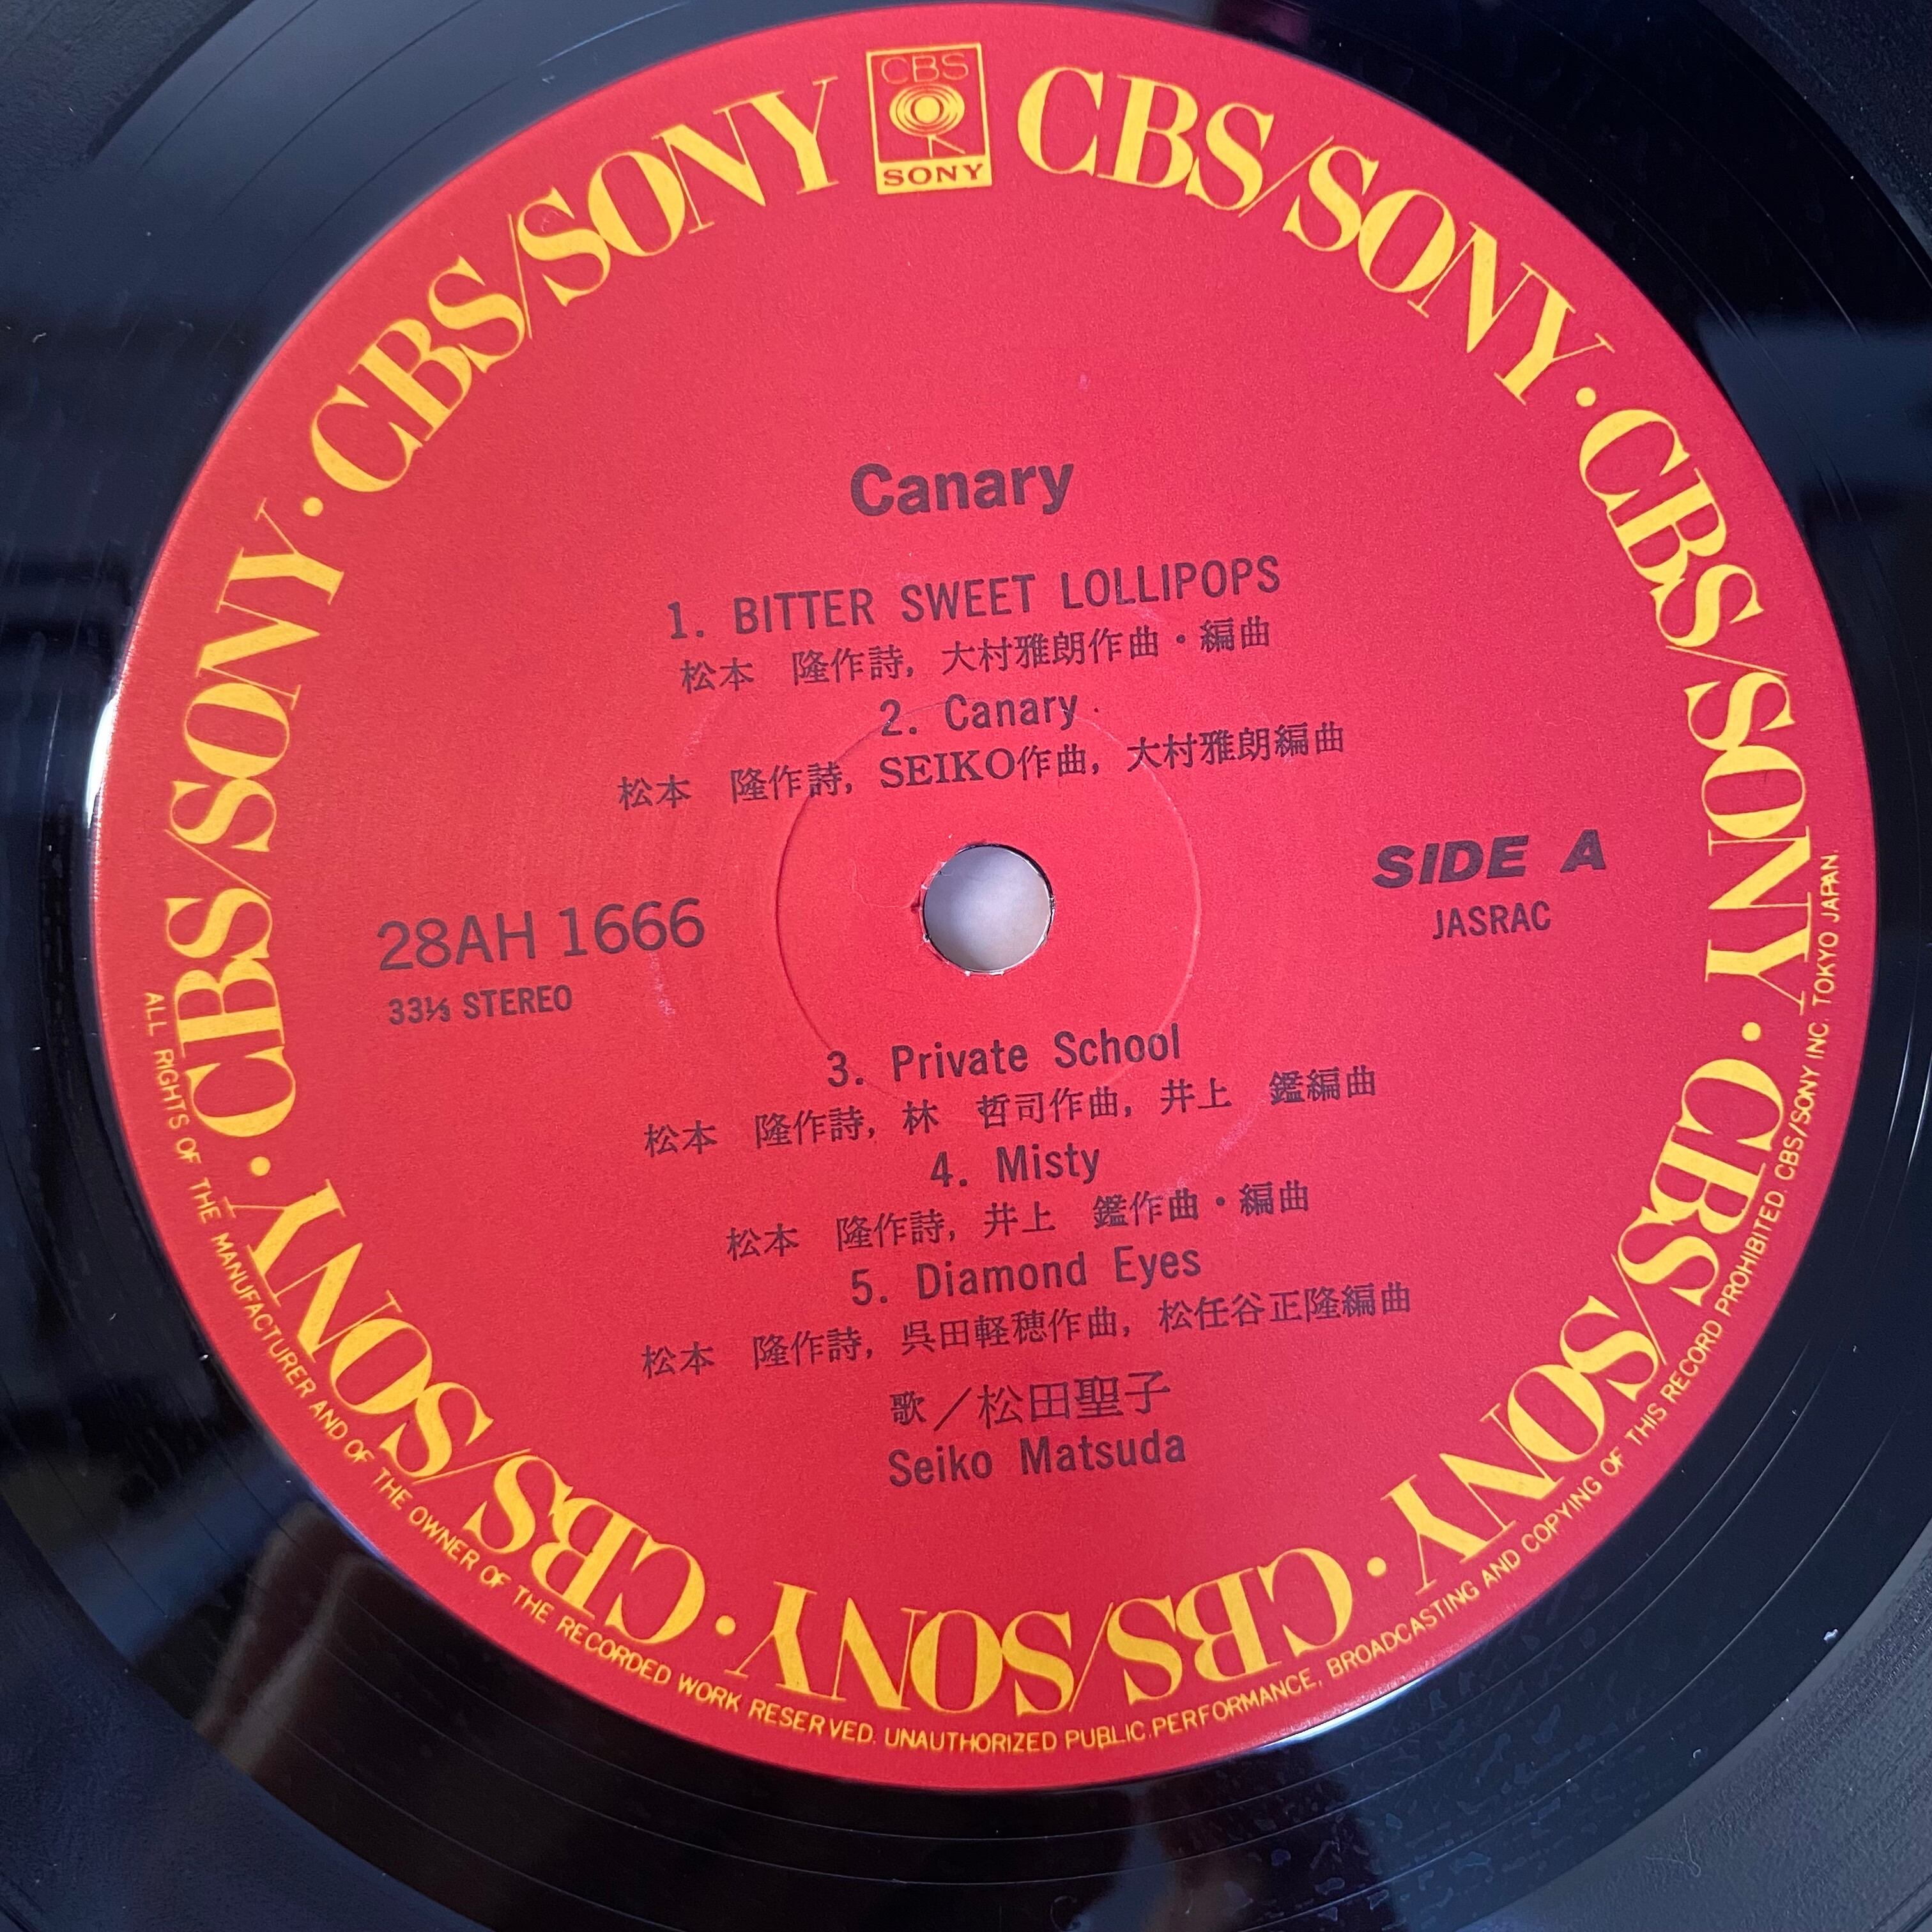 CBS
SONY
CBS/SONY · CBS/SONY · CBS/SONY · CBS/SONY · CBS/SONY · CBS/SONY · CBS/SONY · CBS/SONY
Canary
1. BITTER SWEET LOLLIPOPS
松本 隆作詩, 大村雅朗作曲・編曲
2. Canary
松本 隆作詩, SEIKO作曲, 大村雅朗編曲
28AH 1666
33⅓ STEREO
SIDE A
JASRAC
3. Private School
松本 隆作詩, 林 哲司作曲, 井上 鑑編曲
4. Misty
松本 隆作詩, 井上 鑑作曲・編曲
5. Diamond Eyes
松本 隆作詩, 呉田軽穂作曲, 松任谷正隆編曲
歌／松田聖子
Seiko Matsuda
ALL RIGHTS OF THE MANUFACTURER AND OF THE OWNER OF THE RECORDED WORK RESERVED. UNAUTHORIZED PUBLIC PERFORMANCE, BROADCASTING AND COPYING OF THIS RECORD PROHIBITED. CBS/SONY INC. TOKYO JAPAN.